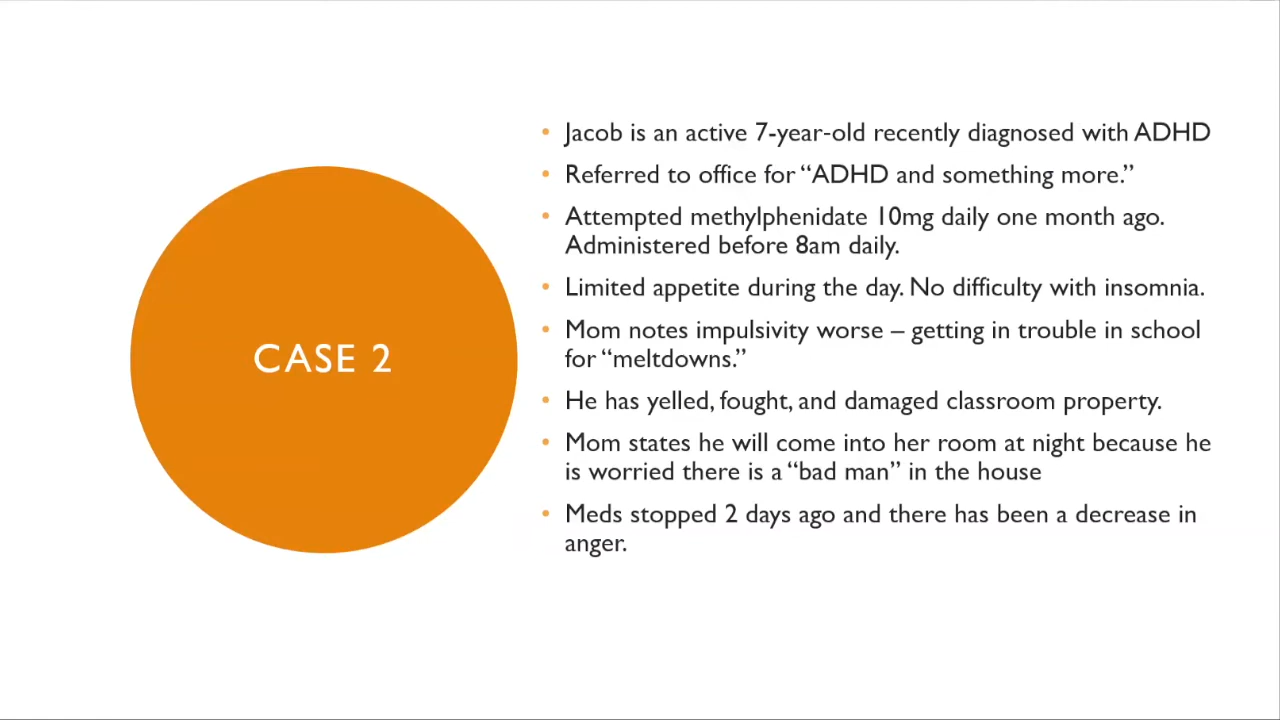 CASE 2
• Jacob is an active 7-year-old recently diagnosed with ADHD
• Referred to office for “ADHD and something more.”
• Attempted methylphenidate 10mg daily one month ago.
Administered before 8am daily.
• Limited appetite during the day. No difficulty with insomnia.
• Mom notes impulsivity worse – getting in trouble in school
for “meltdowns.”
• He has yelled, fought, and damaged classroom property.
• Mom states he will come into her room at night because he
is worried there is a “bad man” in the house
• Meds stopped 2 days ago and there has been a decrease in
anger.